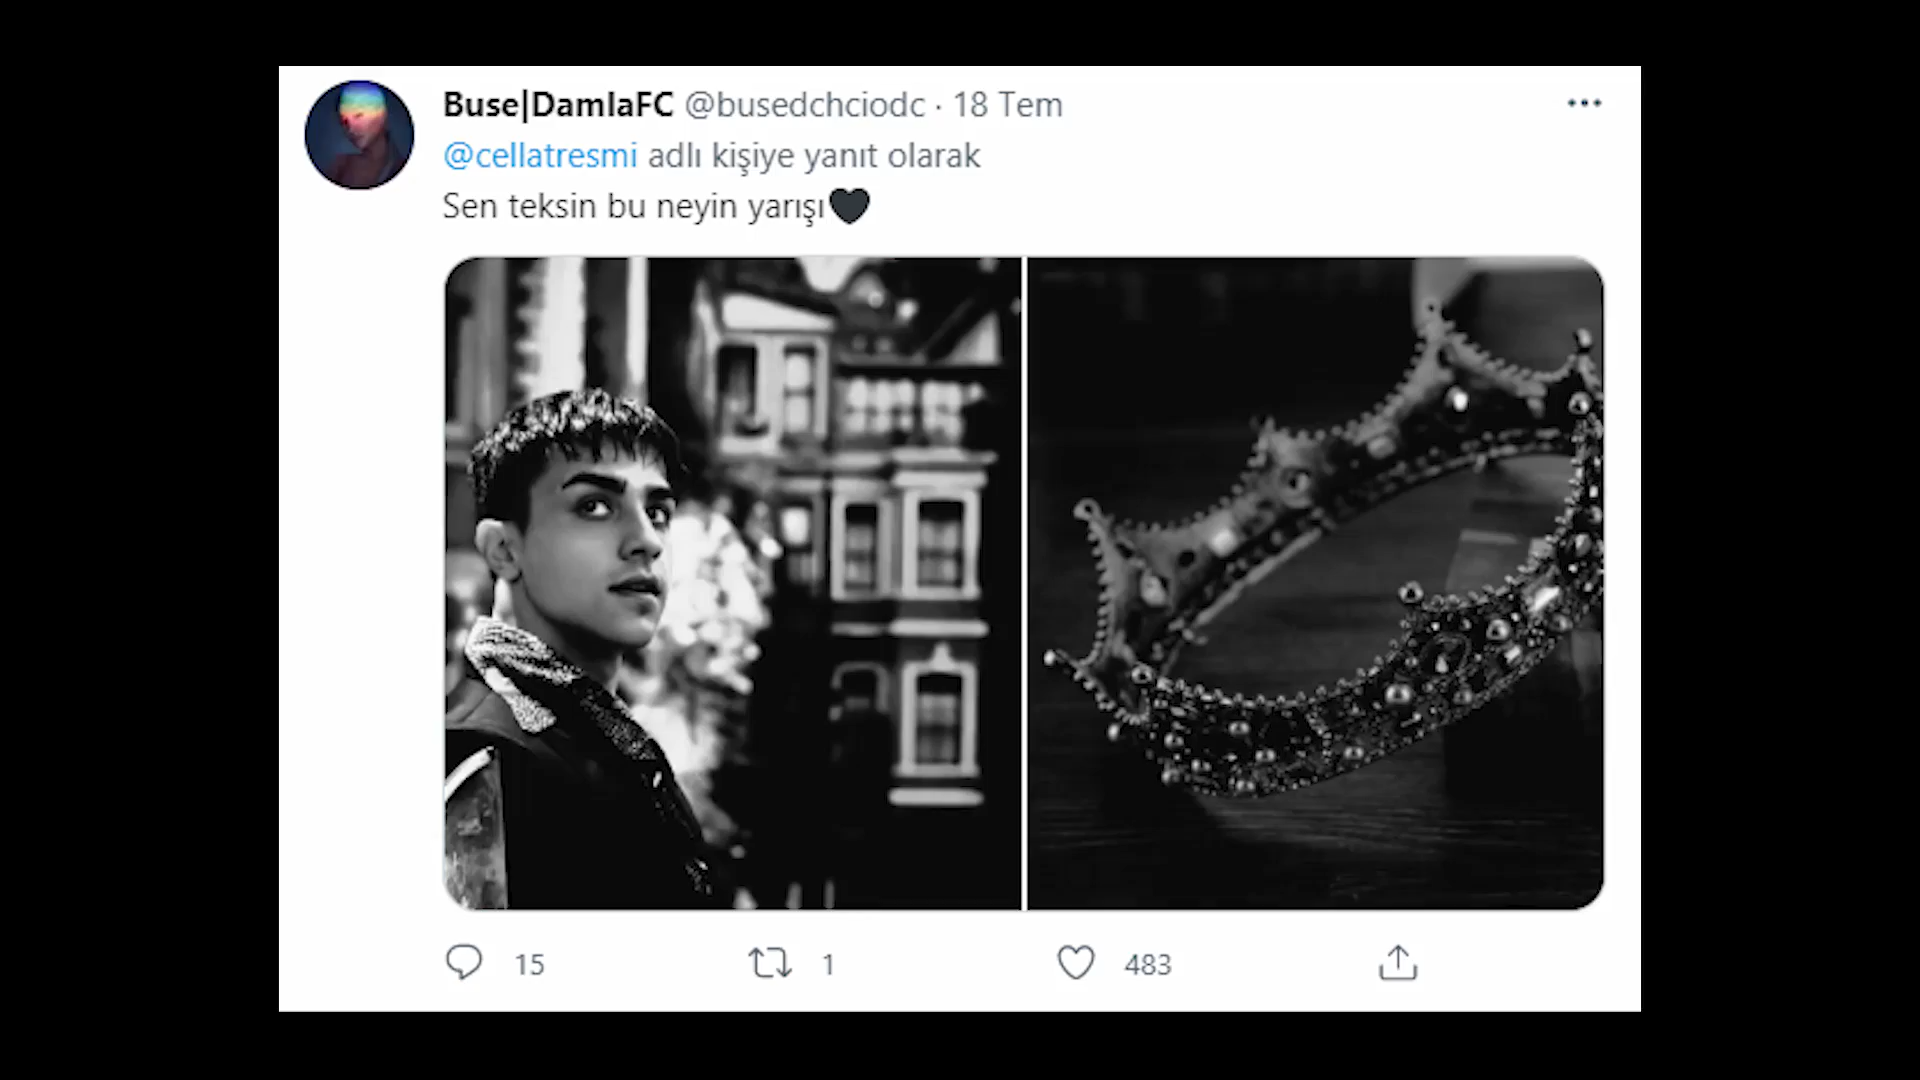 Buse|DamlaFC @busedchciodc · 18 Tem
@cellatresmi adlı kişiye yanıt olarak
Sen teksin bu neyin yarışı🖤
15 1 483